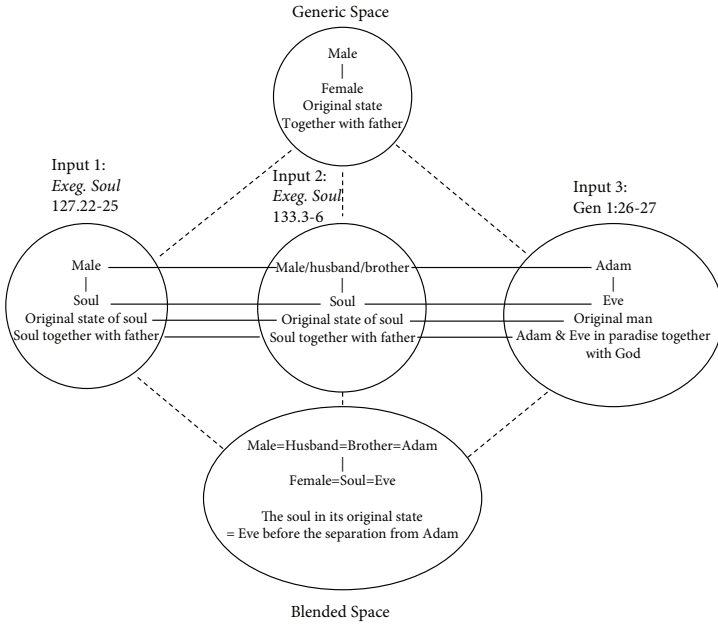 Generic Space
Male
|
Female
Original state
Together with father
Input 1:
Exeg. Soul
127.22-25
Input 2:
Exeg. Soul
133.3-6
Input 3:
Gen 1:26-27
Male
|
Soul
Original state of soul
Soul together with father
Male/husband/brother
|
Soul
Original state of soul
Soul together with father
Adam
|
Eve
Original man
Adam & Eve in paradise together
with God
Male=Husband=Brother=Adam
|
Female=Soul=Eve
The soul in its original state
= Eve before the separation from Adam
Blended Space